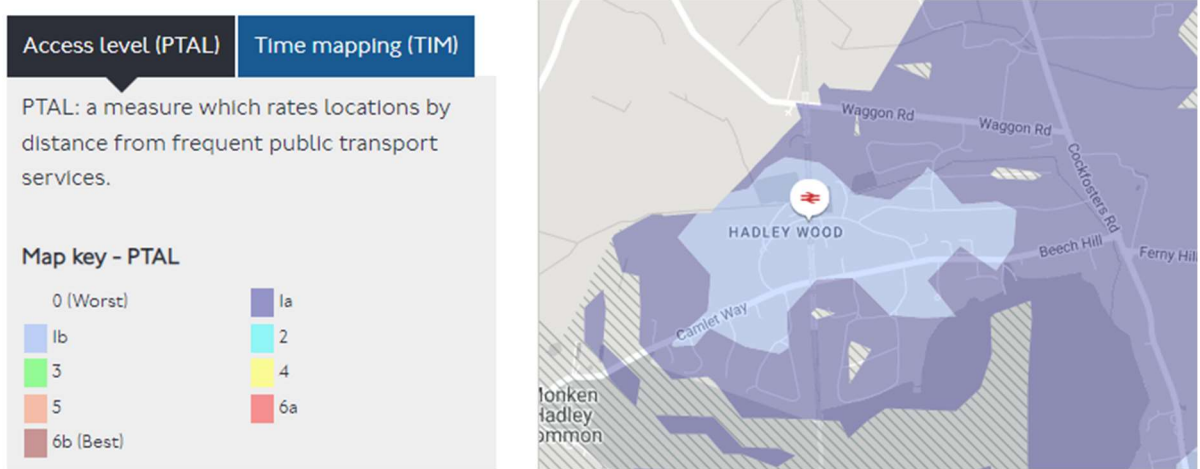 Access level (PTAL)
Time mapping (TIM)
PTAL: a measure which rates locations by
distance from frequent public transport
services.
Map key - PTAL
0 (Worst)
1a
1b
2
3
4
5
6a
6b (Best)
Waggon Rd
Waggon Rd
Cockfosters Rd
HADLEY WOOD
Beech Hill
Ferny Hill
Camlet Way
Monken
Hadley
ommon